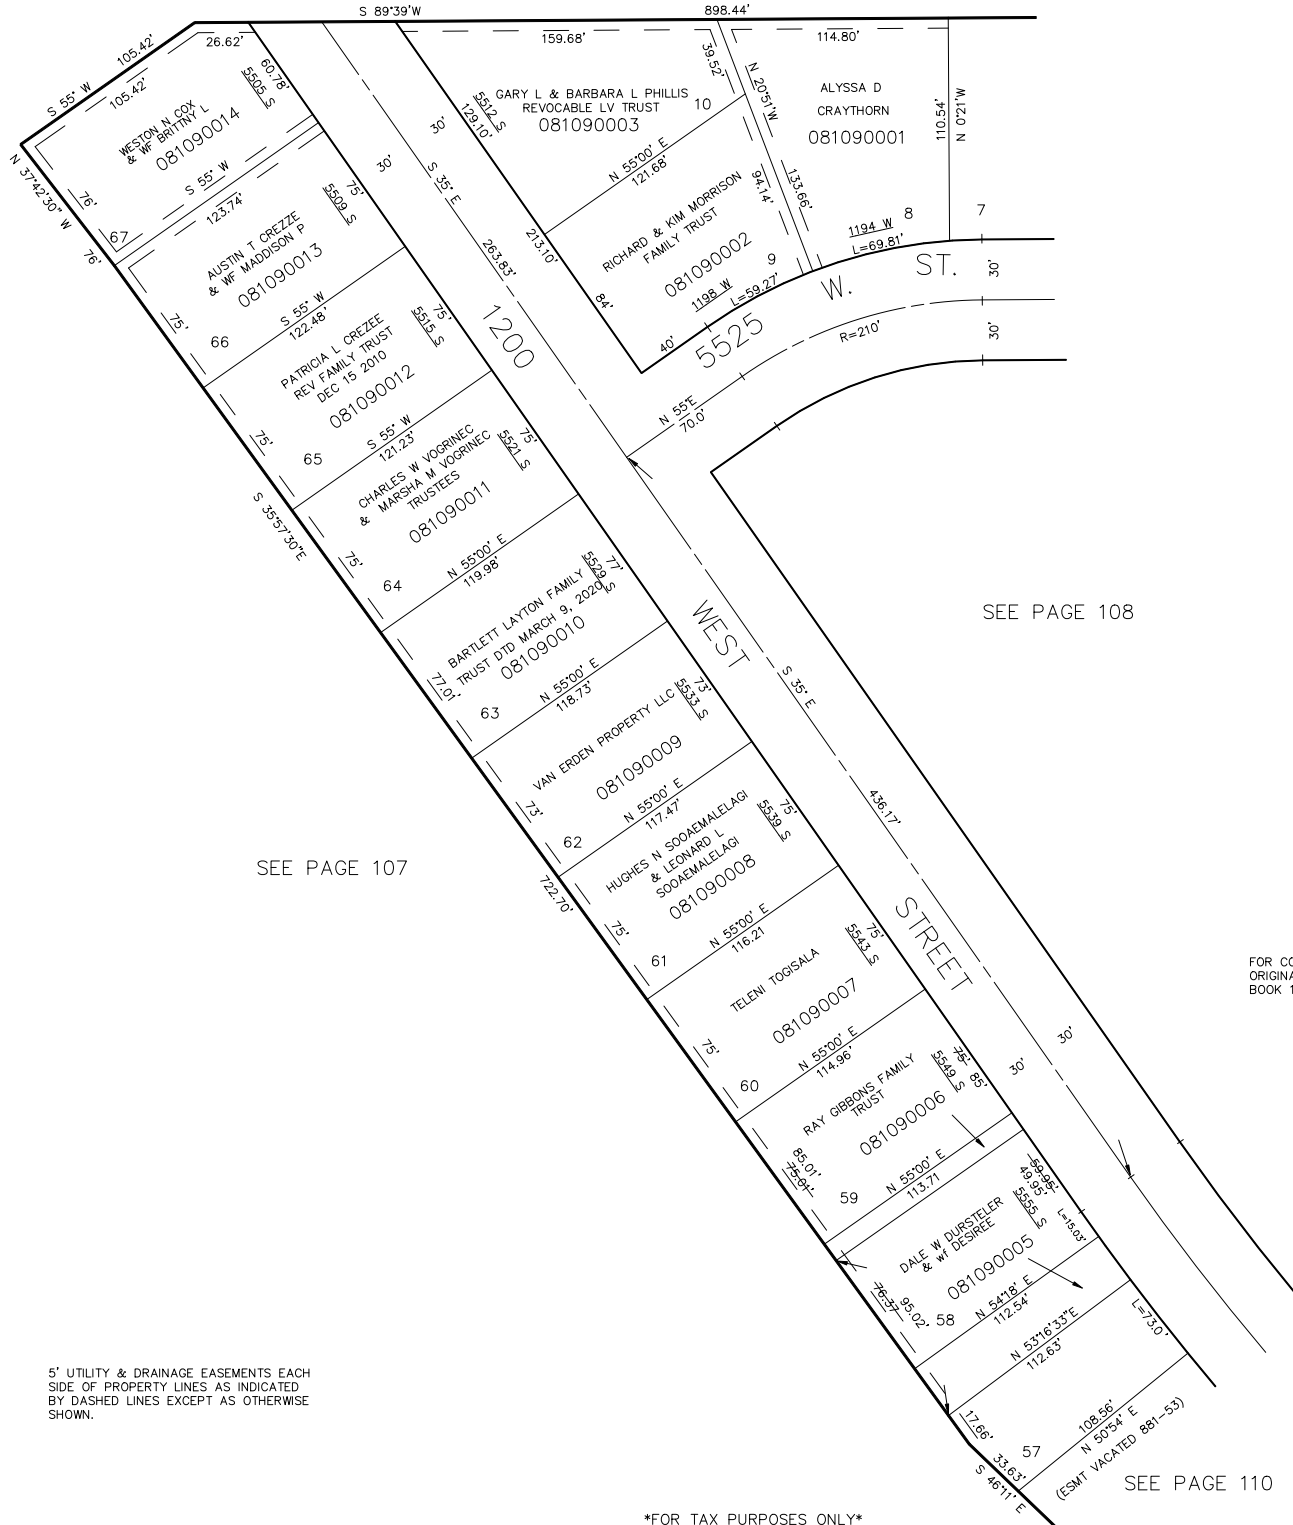 S 89°39'W
898.44'
S 55° W
105.42'
105.42'
26.62'
60.78'
5505 S
WESTON N COX
& WF BRITTNY L
081090014
S 55° W
123.74'
N 37°42'30" W
76'
76'
67
30'
30'
159.68'
39.52'
5512 S
129.10'
GARY L & BARBARA L PHILLIS
REVOCABLE LV TRUST
081090003
10
N 55°00' E
121.68'
N 20°51'W
133.66'
94.14'
114.80'
ALYSSA D
CRAYTHORN
081090001
110.54'
N 0°21'W
8
7
1194 W
L=69.81'
RICHARD & KIM MORRISON
FAMILY TRUST
081090002
9
1198 W
L=59.27'
213.10'
84'
40'
S 35° E
263.83'
5525
W.
ST.
30'
30'
R=210'
N 55°E
70.0'
AUSTIN T CREZZE
& WF MADDISON P
081090013
75'
5509 S
75'
66
S 55° W
122.48'
PATRICIA L CREZEE
REV FAMILY TRUST
DEC 15 2010
081090012
75'
5515 S
75'
65
S 55° W
121.23'
1200
CHARLES W VOGRINEC
& MARSHA M VOGRINEC
TRUSTEES
081090011
75'
5521 S
75'
64
S 35°57'30"E
N 55°00' E
119.98'
BARTLETT LAYTON FAMILY
TRUST DTD MARCH 9, 2020
081090010
77'
5529 S
77.01'
63
N 55°00' E
118.73'
WEST
SEE PAGE 108
S 35° E
VAN ERDEN PROPERTY LLC
081090009
73'
5533 S
73'
62
N 55°00' E
117.47'
436.17'
HUGHES N SOOAEMALELAGI
& LEONARD L
SOOAEMALELAGI
081090008
75'
5539 S
75'
61
SEE PAGE 107
722.70'
N 55°00' E
116.21
STREET
TELENI TOGISALA
081090007
75'
5543 S
75'
60
N 55°00' E
114.96'
FOR CO
ORIGINA
BOOK 1
30'
30'
RAY GIBBONS FAMILY
TRUST
081090006
75' 85'
5549 S
85.01'
75.01'
59
N 55°00' E
113.71
DALE W DURSTELER
& wf DESIREE
081090005
59.95'
49.95'
5555 S
L=15.03'
76.37
95.02'
58
N 54°18' E
112.54'
N 53°16'33"E
112.63'
L=73.0'
17.66'
33.63'
S 46°11' E
57
108.56'
N 50°54' E
(ESMT VACATED 881-53)
SEE PAGE 110
5' UTILITY & DRAINAGE EASEMENTS EACH
SIDE OF PROPERTY LINES AS INDICATED
BY DASHED LINES EXCEPT AS OTHERWISE
SHOWN.
*FOR TAX PURPOSES ONLY*